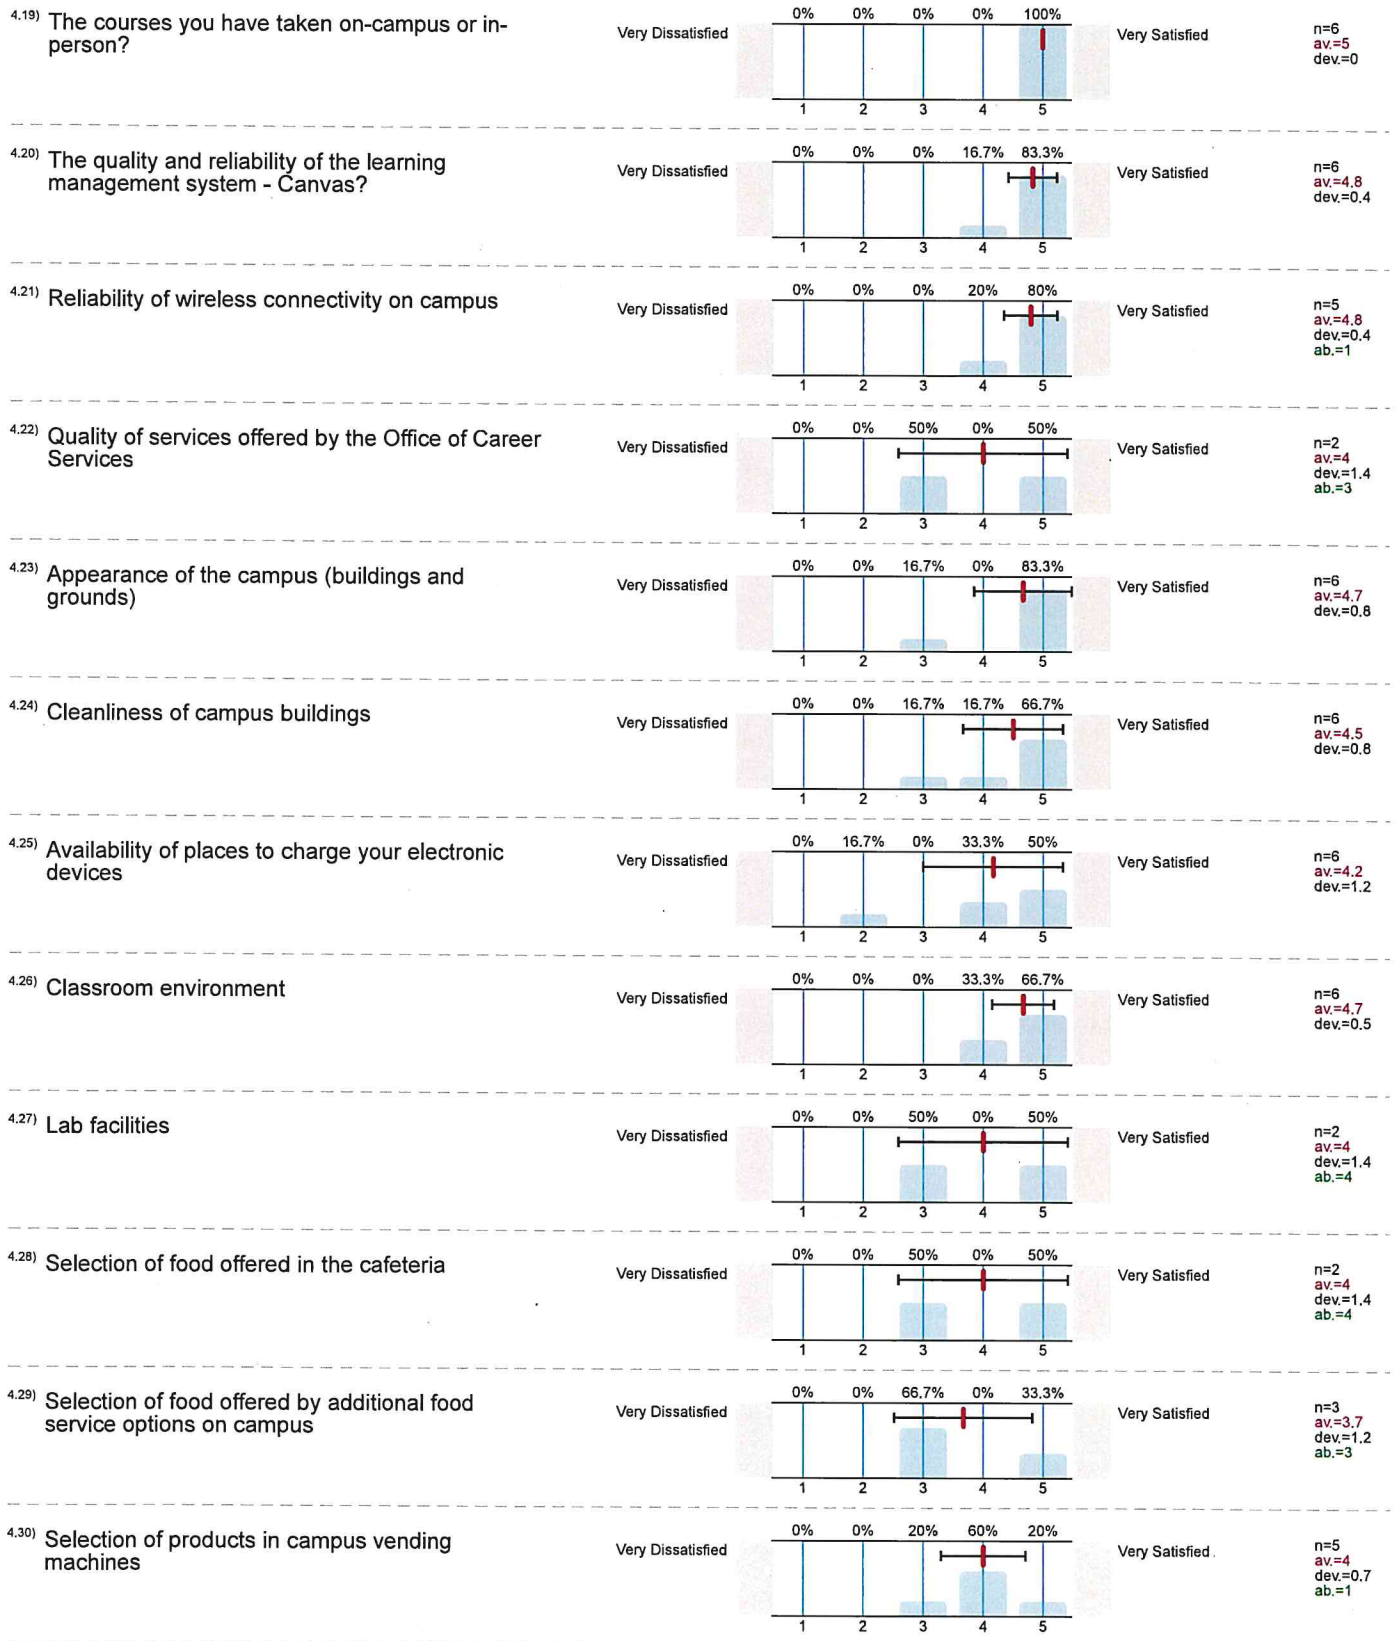 4.19) The courses you have taken on-campus or in-
person?
Very Dissatisfied
0% 0% 0% 0% 100%
1 2 3 4 5
Very Satisfied
n=6
av.=5
dev.=0
4.20) The quality and reliability of the learning
management system - Canvas?
Very Dissatisfied
0% 0% 0% 16.7% 83.3%
1 2 3 4 5
Very Satisfied
n=6
av.=4.8
dev.=0.4
4.21) Reliability of wireless connectivity on campus
Very Dissatisfied
0% 0% 0% 20% 80%
1 2 3 4 5
Very Satisfied
n=5
av.=4.8
dev.=0.4
ab.=1
4.22) Quality of services offered by the Office of Career
Services
Very Dissatisfied
0% 0% 50% 0% 50%
1 2 3 4 5
Very Satisfied
n=2
av.=4
dev.=1.4
ab.=3
4.23) Appearance of the campus (buildings and
grounds)
Very Dissatisfied
0% 0% 16.7% 0% 83.3%
1 2 3 4 5
Very Satisfied
n=6
av.=4.7
dev.=0.8
4.24) Cleanliness of campus buildings
Very Dissatisfied
0% 0% 16.7% 16.7% 66.7%
1 2 3 4 5
Very Satisfied
n=6
av.=4.5
dev.=0.8
4.25) Availability of places to charge your electronic
devices
Very Dissatisfied
0% 16.7% 0% 33.3% 50%
1 2 3 4 5
Very Satisfied
n=6
av.=4.2
dev.=1.2
4.26) Classroom environment
Very Dissatisfied
0% 0% 0% 33.3% 66.7%
1 2 3 4 5
Very Satisfied
n=6
av.=4.7
dev.=0.5
4.27) Lab facilities
Very Dissatisfied
0% 0% 50% 0% 50%
1 2 3 4 5
Very Satisfied
n=2
av.=4
dev.=1.4
ab.=4
4.28) Selection of food offered in the cafeteria
Very Dissatisfied
0% 0% 50% 0% 50%
1 2 3 4 5
Very Satisfied
n=2
av.=4
dev.=1.4
ab.=4
4.29) Selection of food offered by additional food
service options on campus
Very Dissatisfied
0% 0% 66.7% 0% 33.3%
1 2 3 4 5
Very Satisfied
n=3
av.=3.7
dev.=1.2
ab.=3
4.30) Selection of products in campus vending
machines
Very Dissatisfied
0% 0% 20% 60% 20%
1 2 3 4 5
Very Satisfied
n=5
av.=4
dev.=0.7
ab.=1